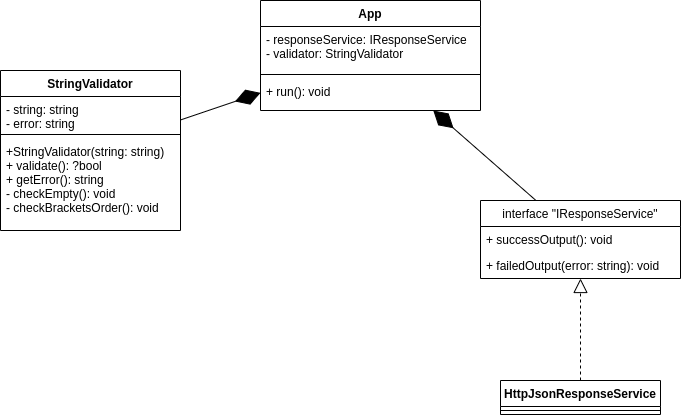 App
- responseService: IResponseService
- validator: StringValidator
+ run(): void
StringValidator
- string: string
- error: string
+StringValidator(string: string)
+ validate(): ?bool
+ getError(): string
- checkEmpty(): void
- checkBracketsOrder(): void
interface "IResponseService"
+ successOutput(): void
+ failedOutput(error: string): void
HttpJsonResponseService